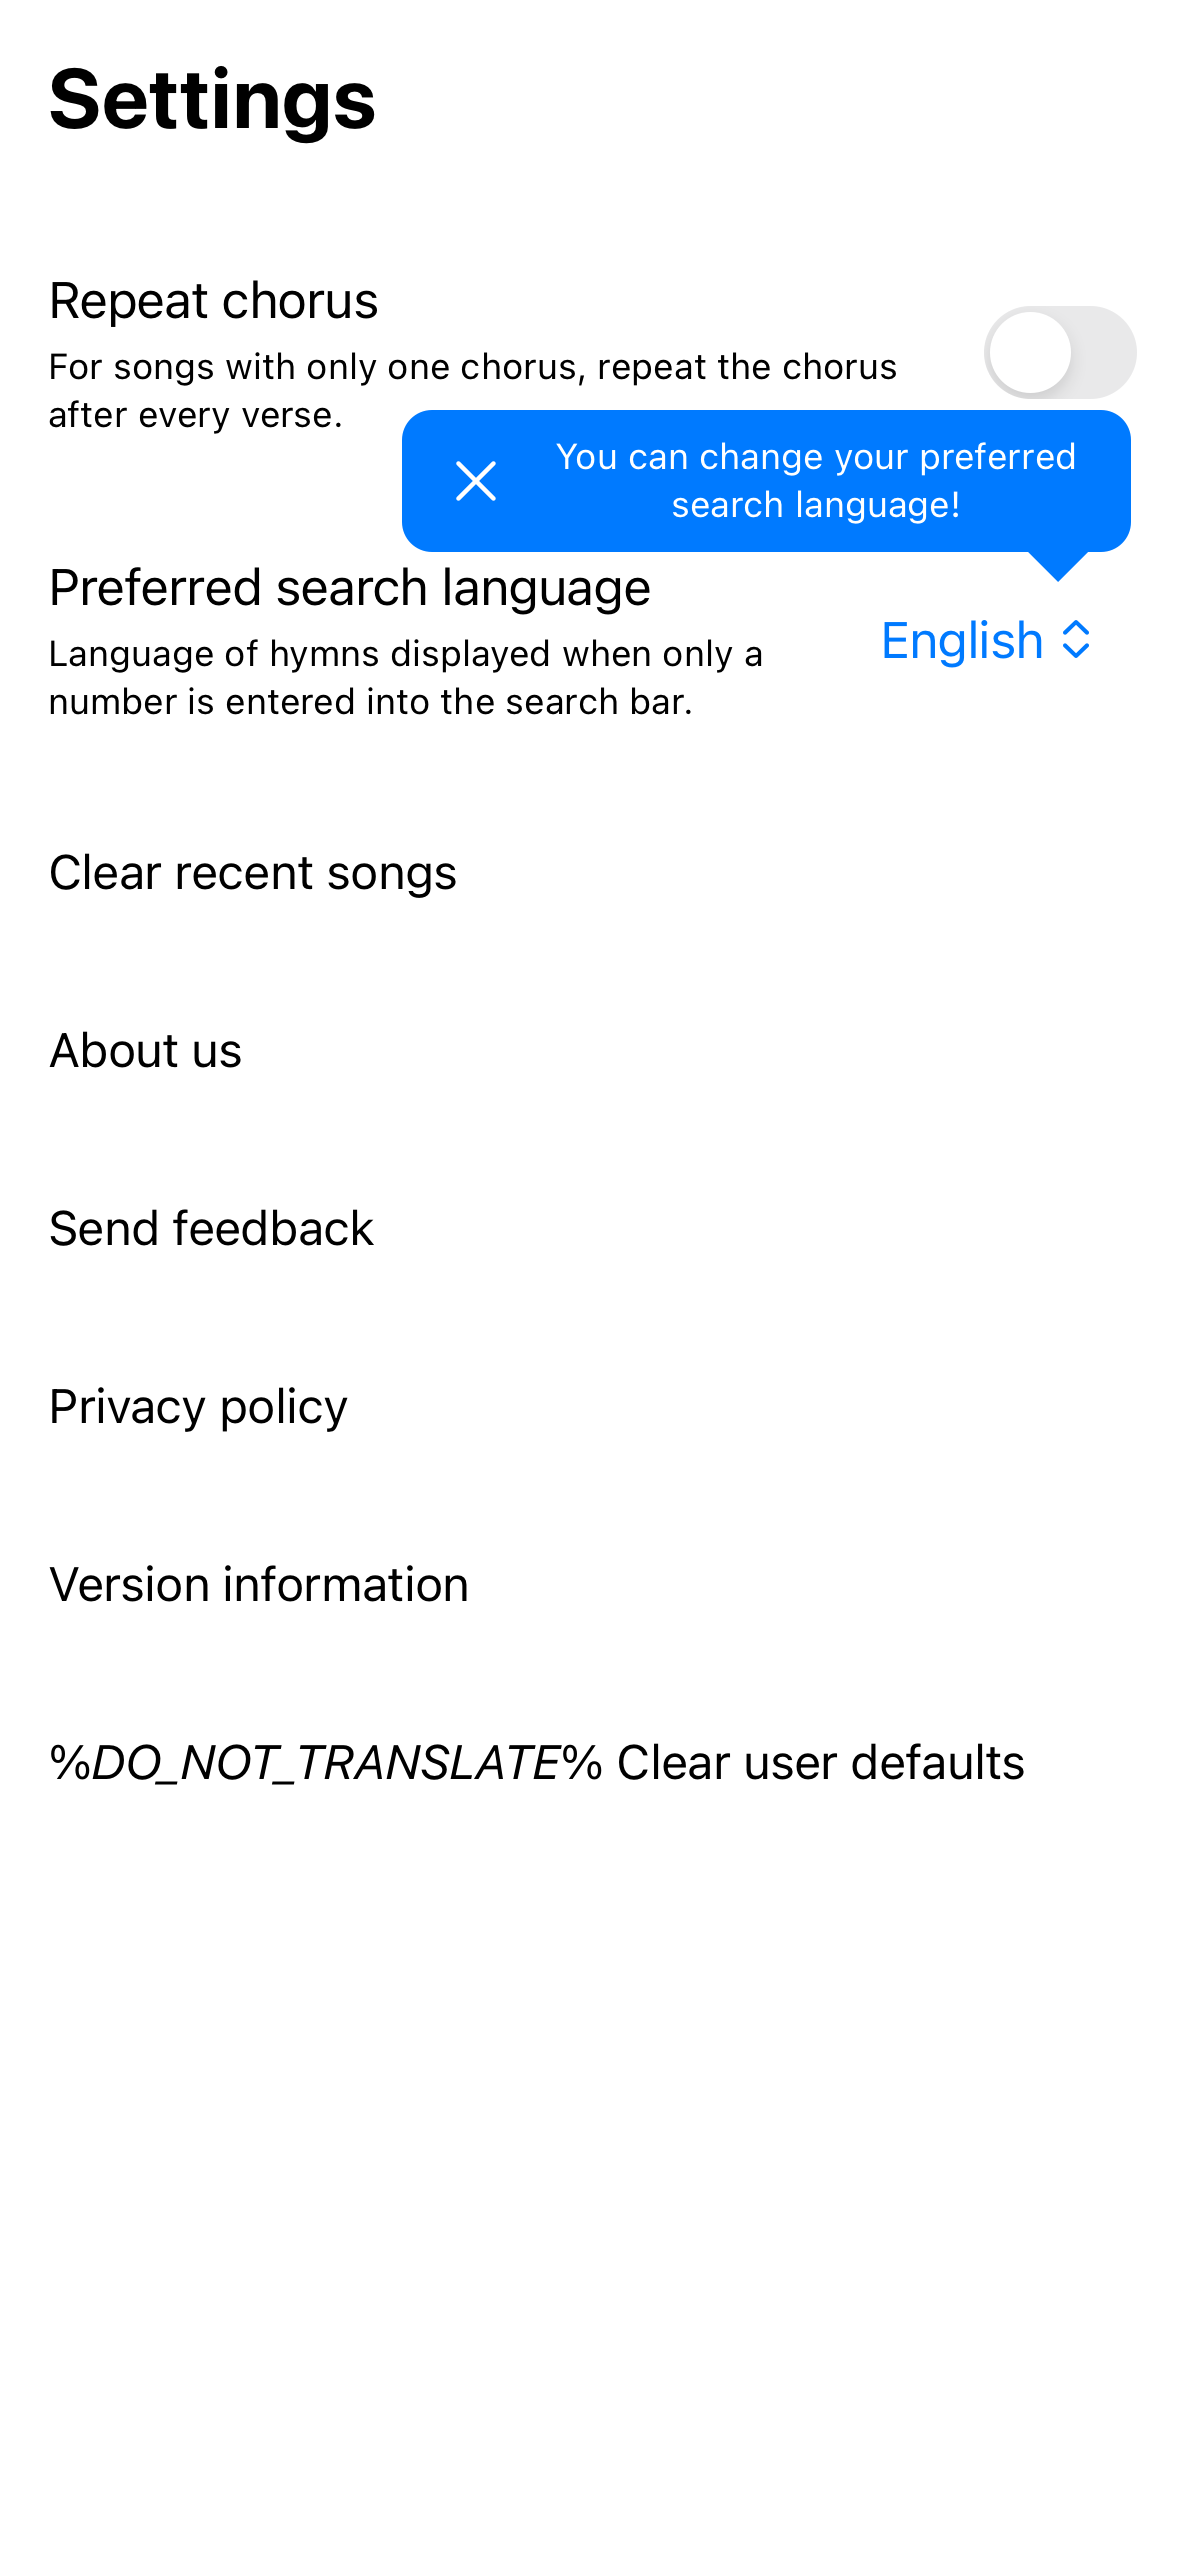 Settings
Repeat chorus
For songs with only one chorus, repeat the chorus
after every verse.
You can change your preferred
search language!
Preferred search language
Language of hymns displayed when only a
number is entered into the search bar.
English
Clear recent songs
About us
Send feedback
Privacy policy
Version information
%DO_NOT_TRANSLATE% Clear user defaults